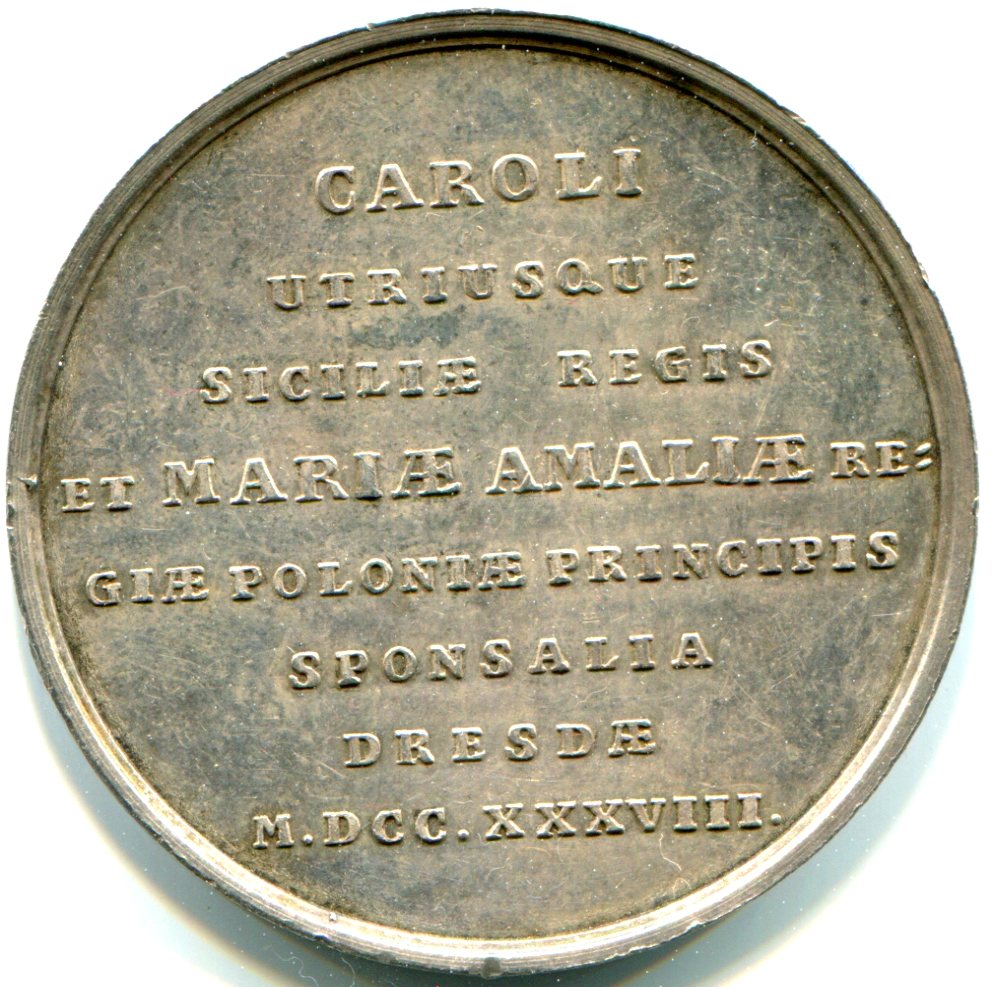 CAROLI
UTRIUSQUE
SICILIÆ REGIS
ET MARIÆ AMALIÆ RE=
GIÆ POLONIÆ PRINCIPIS
SPONSALIA
DRESDÆ
M.DCC.XXXVIII.